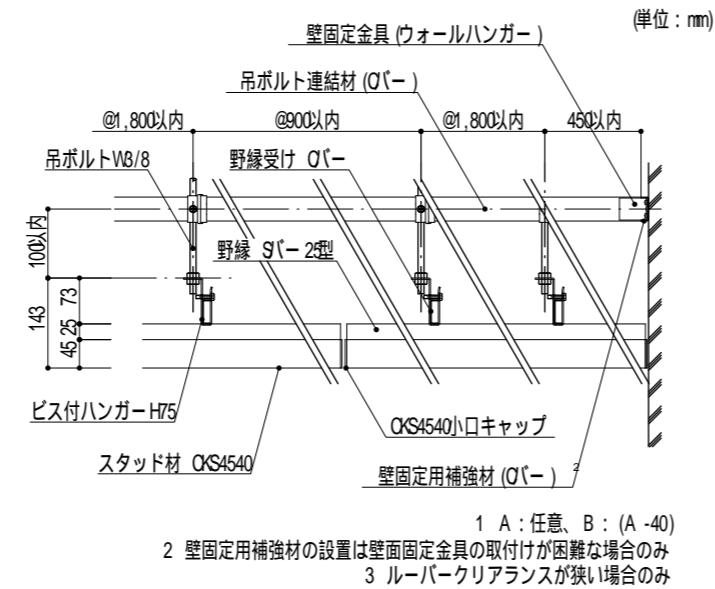 (単位：mm)
壁固定金具 (ウォールハンガー )
吊ボルト連結材 (Cバー )
@1,800以内
@900以内
@1,800以内
450以内
吊ボルトW3/8
野縁受け Cバー
100以内
野縁 Sバー 25型
143
73
25
45
ビス付ハンガーH75
CKS4540小口キャップ
スタッド材 CKS4540
壁固定用補強材 (Cバー ) 2
1 A：任意、B：(A -40)
2 壁固定用補強材の設置は壁面固定金具の取付けが困難な場合のみ
3 ルーバークリアランスが狭い場合のみ